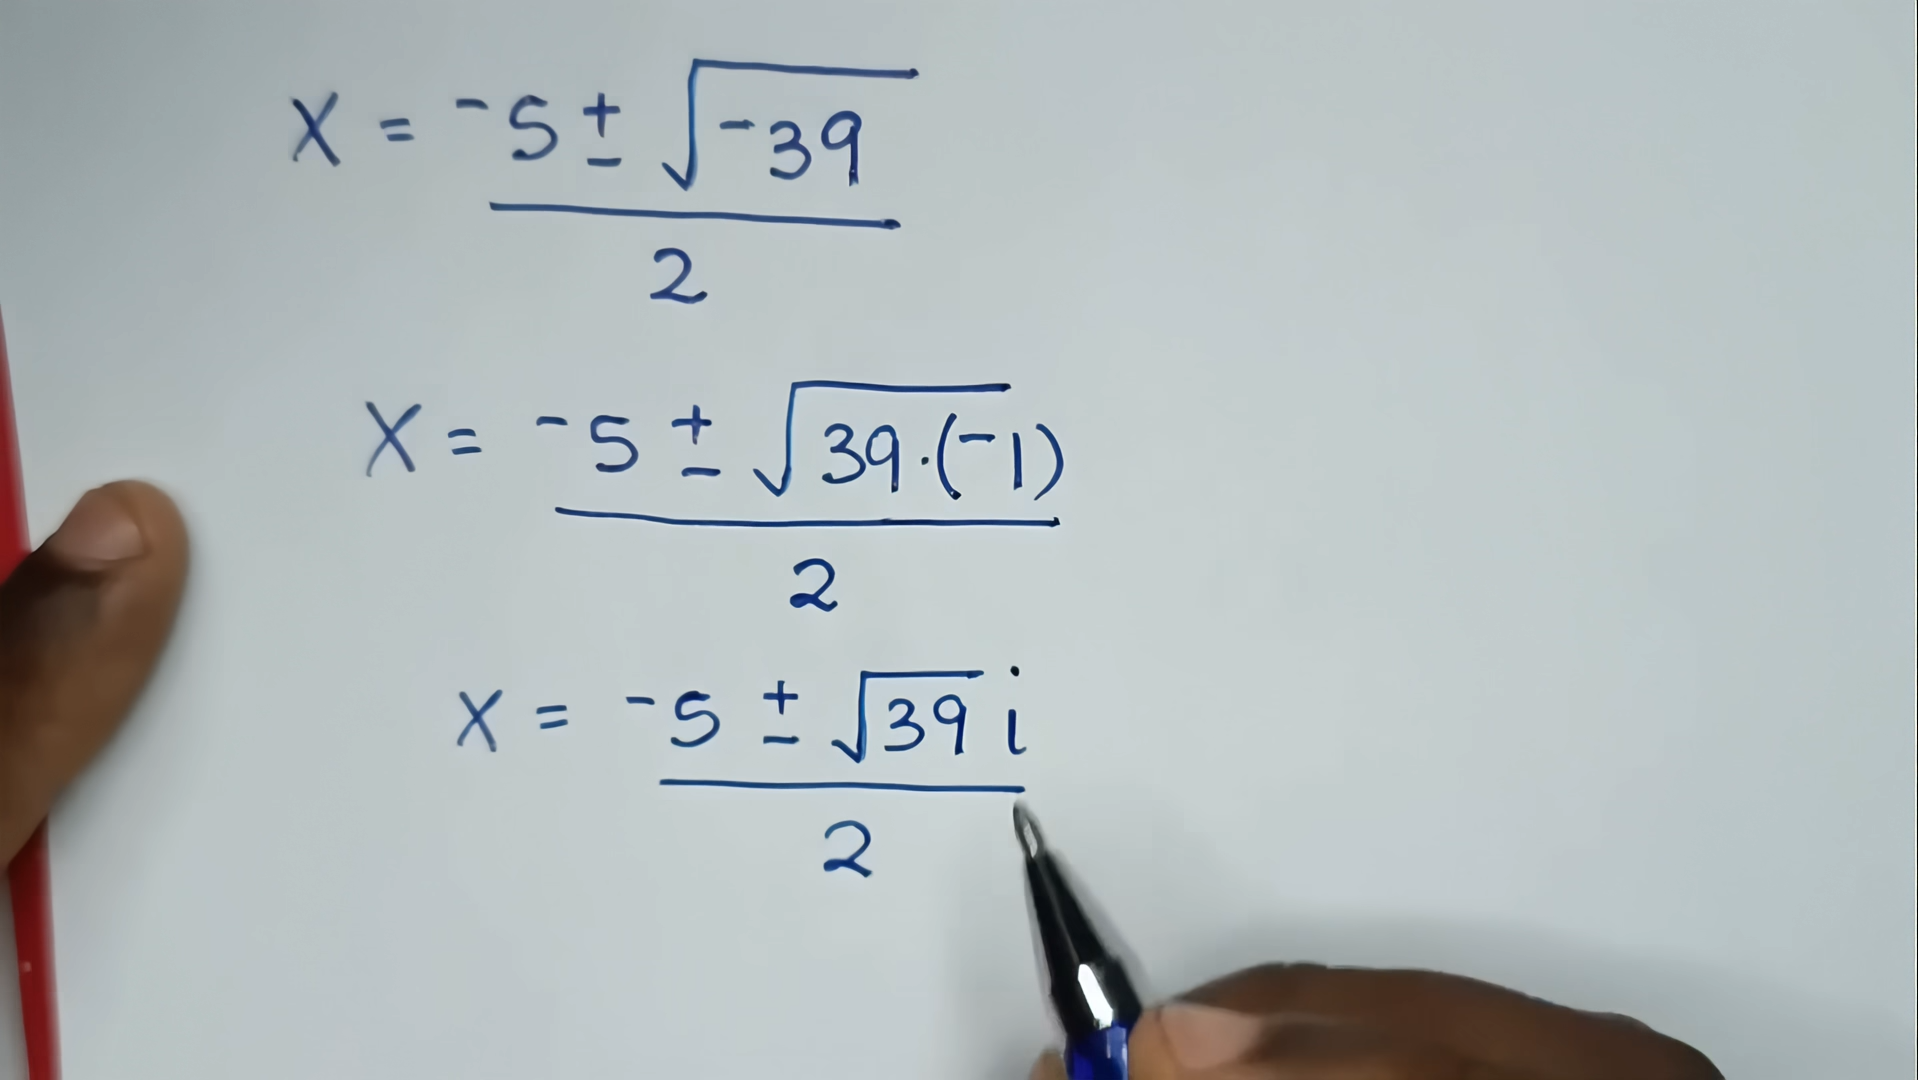 X = -5 ± √-39
2
X = -5 ± √39·(-1)
2
X = -5 ± √39 i
2